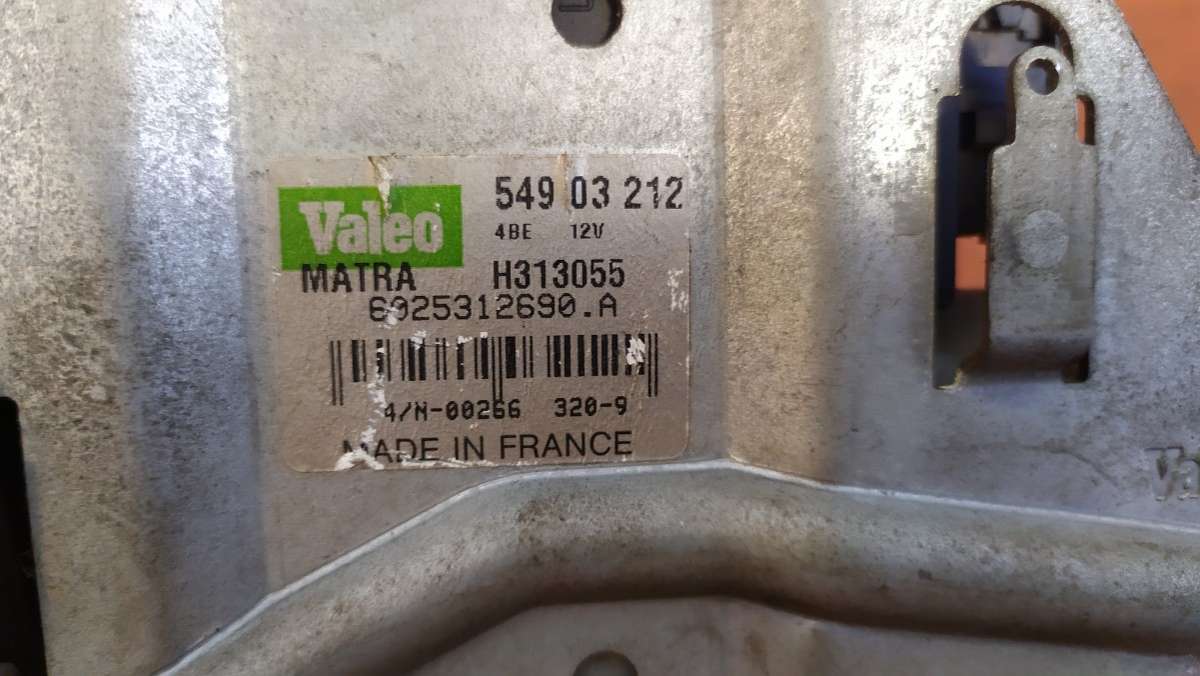 Valeo 549 03 212
4BE 12V
MATRA H313055
6025312690.A
4/N-00266 320-9
MADE IN FRANCE